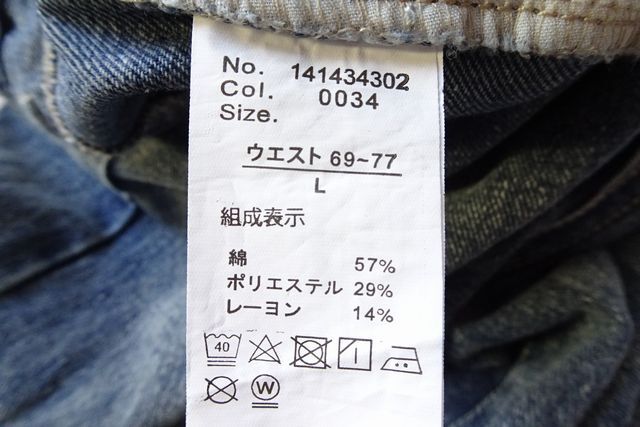 No. 141434302
Col. 0034
Size.
ウエスト 69~77
L
組成表示
綿 57%
ポリエステル 29%
レーヨン 14%
40
W